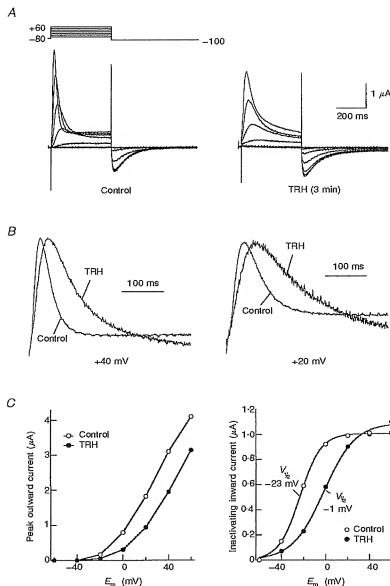 A
+60
−80
−100
1 μA
200 ms
Control
TRH (3 min)
B
TRH
100 ms
Control
+40 mV
TRH
100 ms
Control
+20 mV
C
Peak outward current (μA)
4
3
2
1
0
Control
TRH
−40
0
40
Em (mV)
Inactivating inward current (μA)
1·2
1·0
0·8
0·6
0·4
0·2
0
V½
−23 mV
V½
−1 mV
Control
TRH
−40
−20
0
20
40
Em (mV)